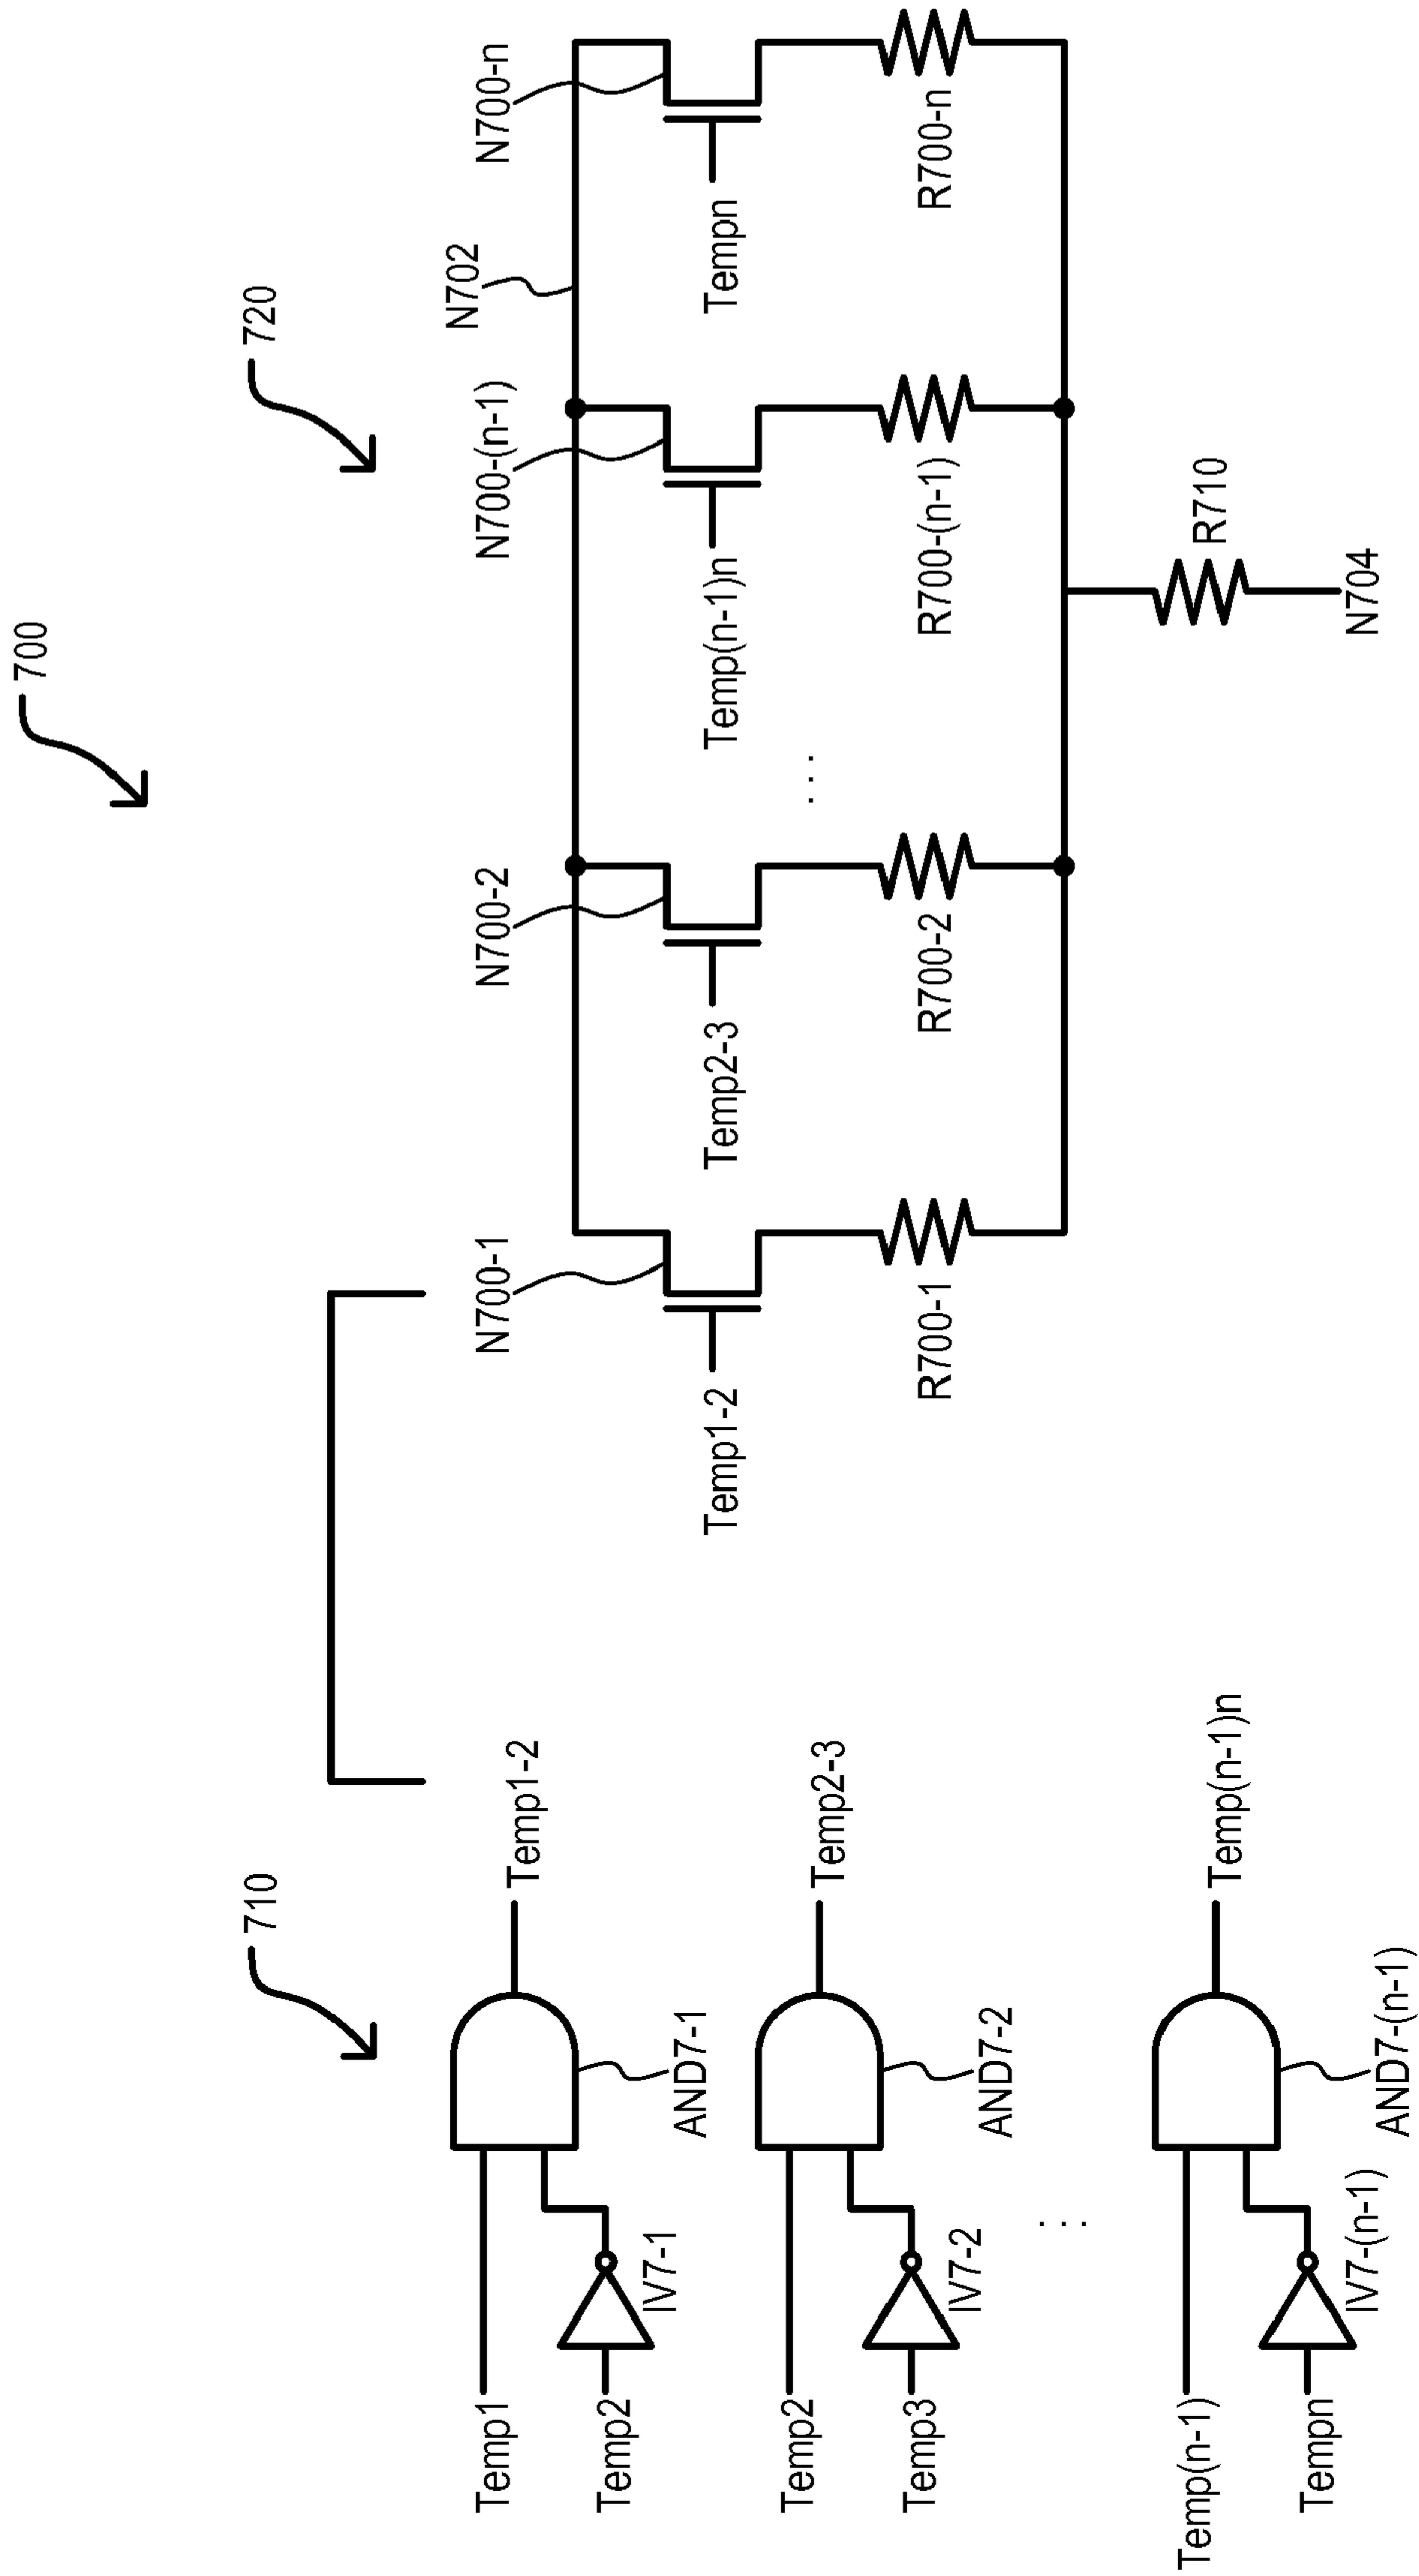 700
710
720
Temp1
Temp2
IV7-1
AND7-1
Temp1-2
Temp2
Temp3
IV7-2
AND7-2
Temp2-3
. . .
Temp(n-1)
Tempn
IV7-(n-1)
AND7-(n-1)
Temp(n-1)n
N702
N700-1
N700-2
N700-(n-1)
N700-n
Temp1-2
Temp2-3
Temp(n-1)n
Tempn
. . .
R700-1
R700-2
R700-(n-1)
R700-n
R710
N704